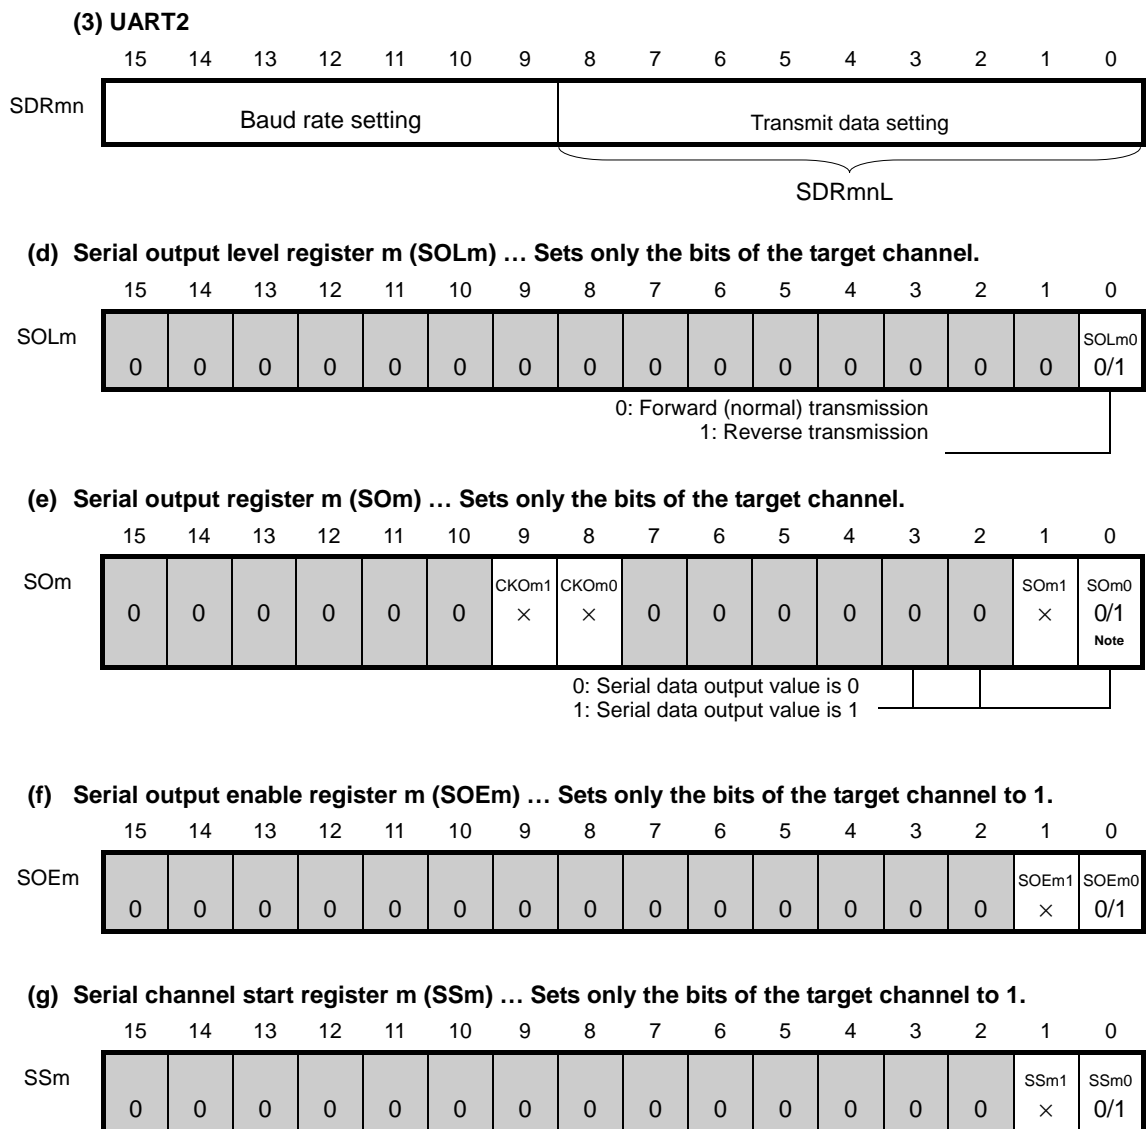 (3) UART2
15 14 13 12 11 10 9 8 7 6 5 4 3 2 1 0
SDRmn Baud rate setting Transmit data setting
SDRmnL
(d) Serial output level register m (SOLm) … Sets only the bits of the target channel.
15 14 13 12 11 10 9 8 7 6 5 4 3 2 1 0
SOLm SOLm0
0 0 0 0 0 0 0 0 0 0 0 0 0 0 0 0/1
0: Forward (normal) transmission
1: Reverse transmission
(e) Serial output register m (SOm) … Sets only the bits of the target channel.
15 14 13 12 11 10 9 8 7 6 5 4 3 2 1 0
SOm CKOm1 CKOm0 SOm1 SOm0
0 0 0 0 0 0 × × 0 0 0 0 0 0 × 0/1
Note
0: Serial data output value is 0
1: Serial data output value is 1
(f) Serial output enable register m (SOEm) … Sets only the bits of the target channel to 1.
15 14 13 12 11 10 9 8 7 6 5 4 3 2 1 0
SOEm SOEm1 SOEm0
0 0 0 0 0 0 0 0 0 0 0 0 0 0 × 0/1
(g) Serial channel start register m (SSm) … Sets only the bits of the target channel to 1.
15 14 13 12 11 10 9 8 7 6 5 4 3 2 1 0
SSm SSm1 SSm0
0 0 0 0 0 0 0 0 0 0 0 0 0 0 × 0/1